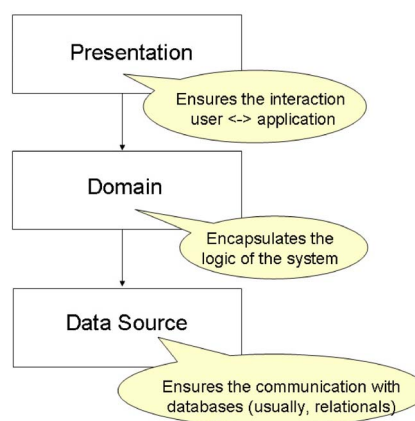 Presentation
Ensures the interaction
user <-> application
Domain
Encapsulates the
logic of the system
Data Source
Ensures the communication with
databases (usually, relationals)